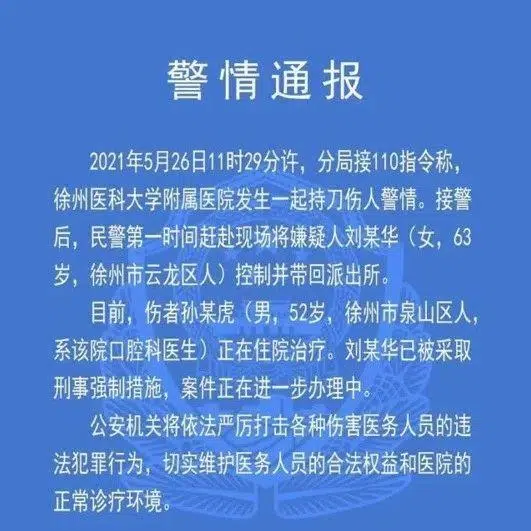 警情通报
2021年5月26日11时29分许，分局接110指令称，
徐州医科大学附属医院发生一起持刀伤人警情。接警
后，民警第一时间赶赴现场将嫌疑人刘某华（女，63
岁，徐州市云龙区人）控制并带回派出所。
目前，伤者孙某虎（男，52岁，徐州市泉山区人，
系该院口腔科医生）正在住院治疗。刘某华已被采取
刑事强制措施，案件正在进一步办理中。
公安机关将依法严厉打击各种伤害医务人员的违
法犯罪行为，切实维护医务人员的合法权益和医院的
正常诊疗环境。